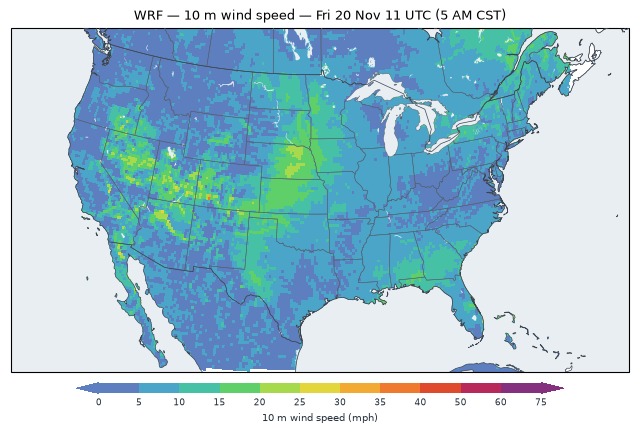 WRF — 10 m wind speed — Fri 20 Nov 11 UTC (5 AM CST)
0 5 10 15 20 25 30 35 40 50 60 75
10 m wind speed (mph)